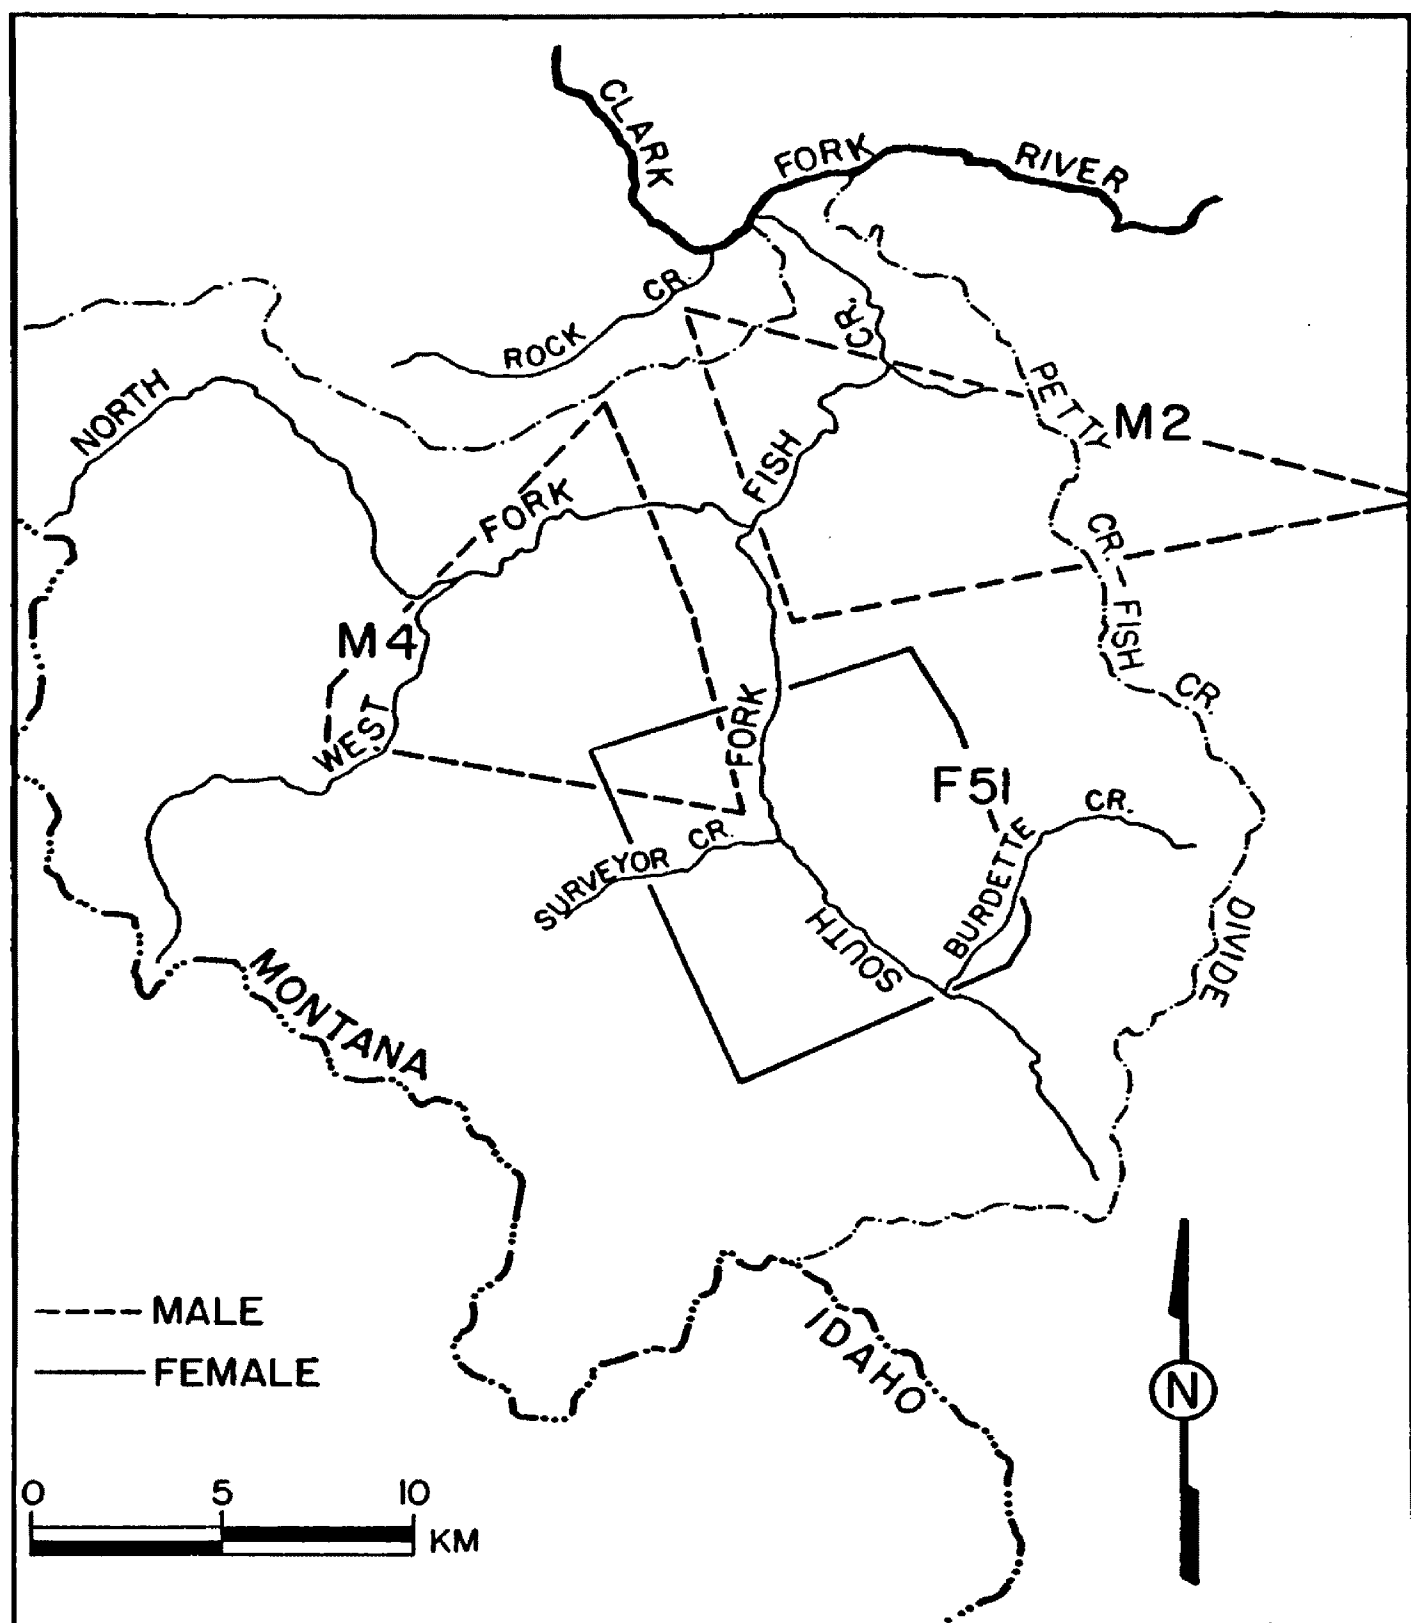 CLARK
FORK
RIVER
ROCK CR.
CR.
NORTH
PETTY
M2
FISH
FORK
CR. - FISH
CR.
M4
WEST
FORK
F51
CR.
SURVEYOR CR.
BURDETTE
SOUTH
DIVIDE
MONTANA
IDAHO
MALE
FEMALE
N
0 5 10
KM